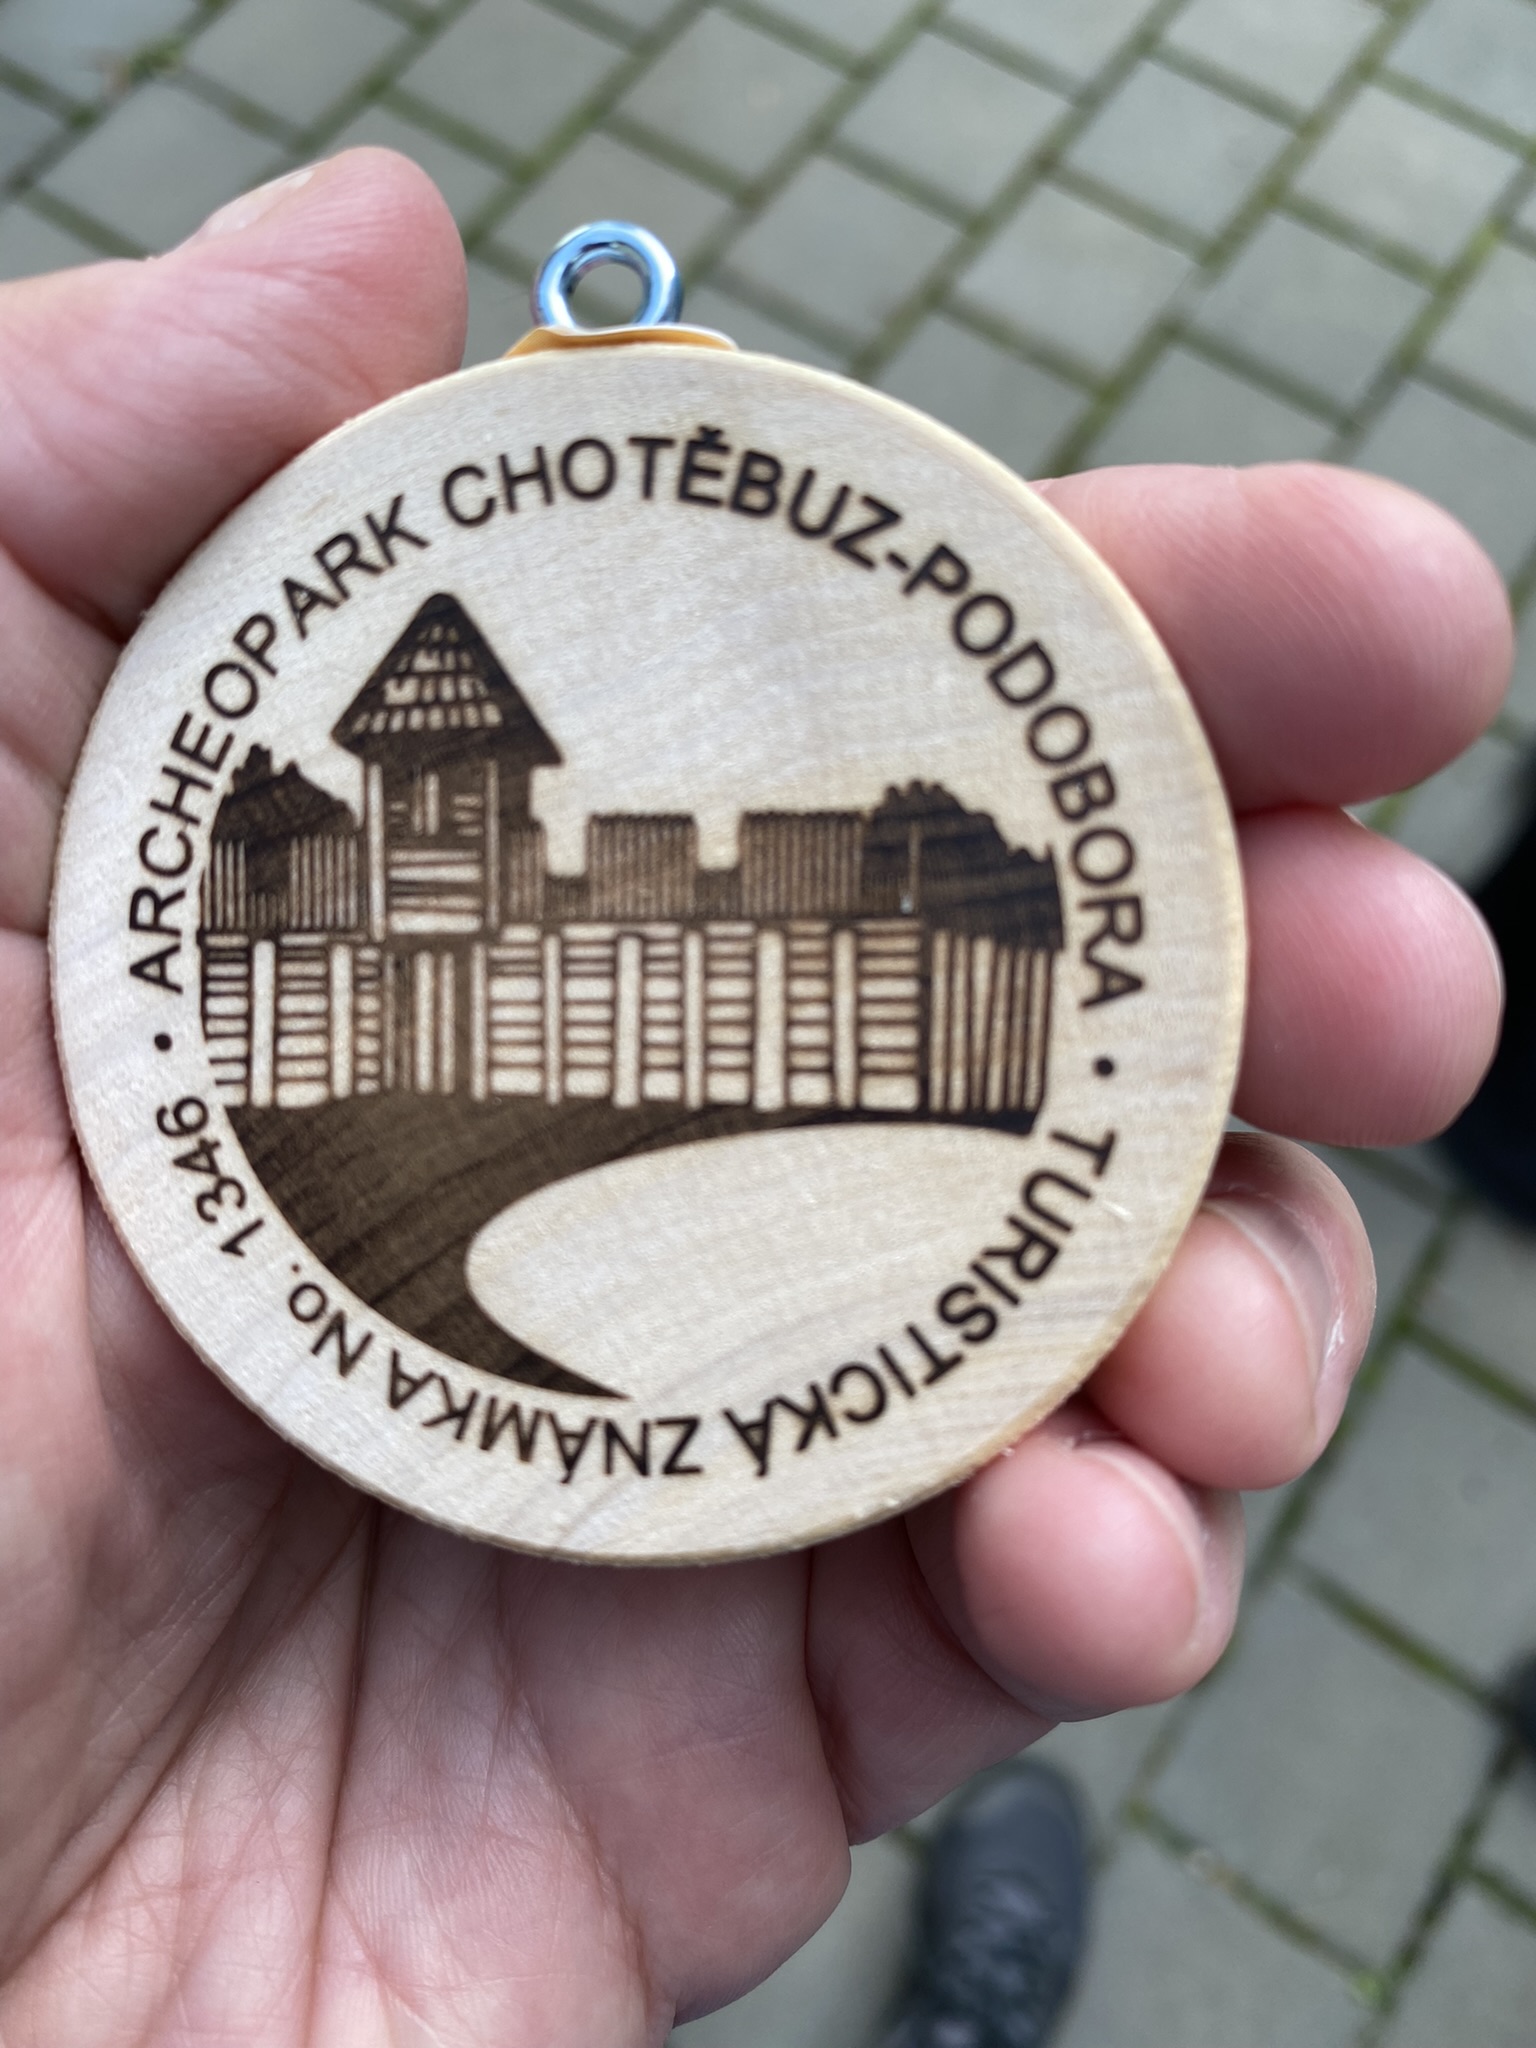 ARCHEOPARK CHOTĚBUZ-PODOBORA • TURISTICKÁ ZNÁMKA No. 1346 •